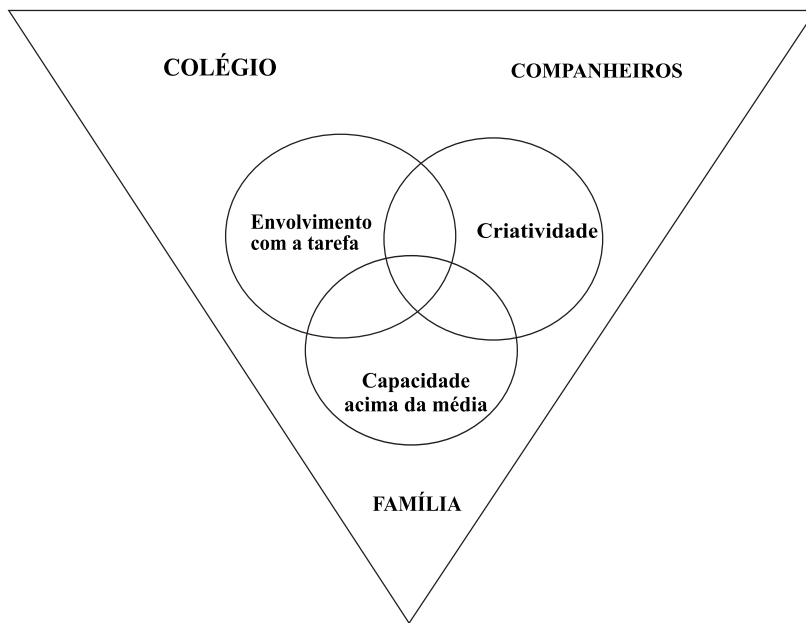 COLÉGIO
COMPANHEIROS
Envolvimento
com a tarefa
Criatividade
Capacidade
acima da média
FAMÍLIA